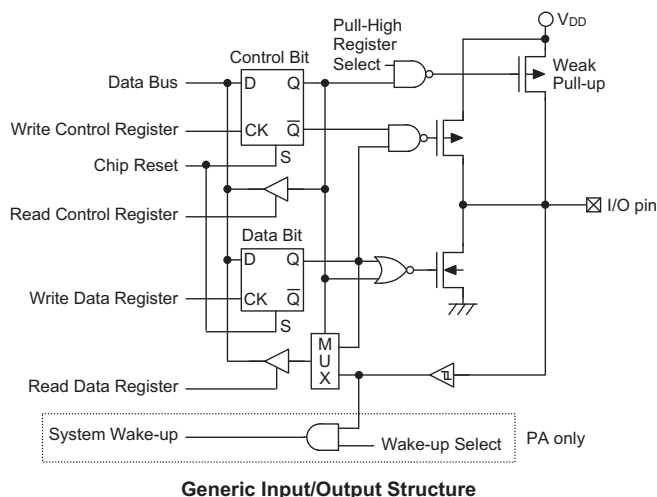 VDD
Pull-High
Register
Select
Control Bit
Weak
Pull-up
Data Bus
D
Q
Write Control Register
CK
Q
S
Chip Reset
I/O pin
Read Control Register
Data Bit
D
Q
Write Data Register
CK
Q
S
M
U
X
Read Data Register
System Wake-up
Wake-up Select
PA only
Generic Input/Output Structure